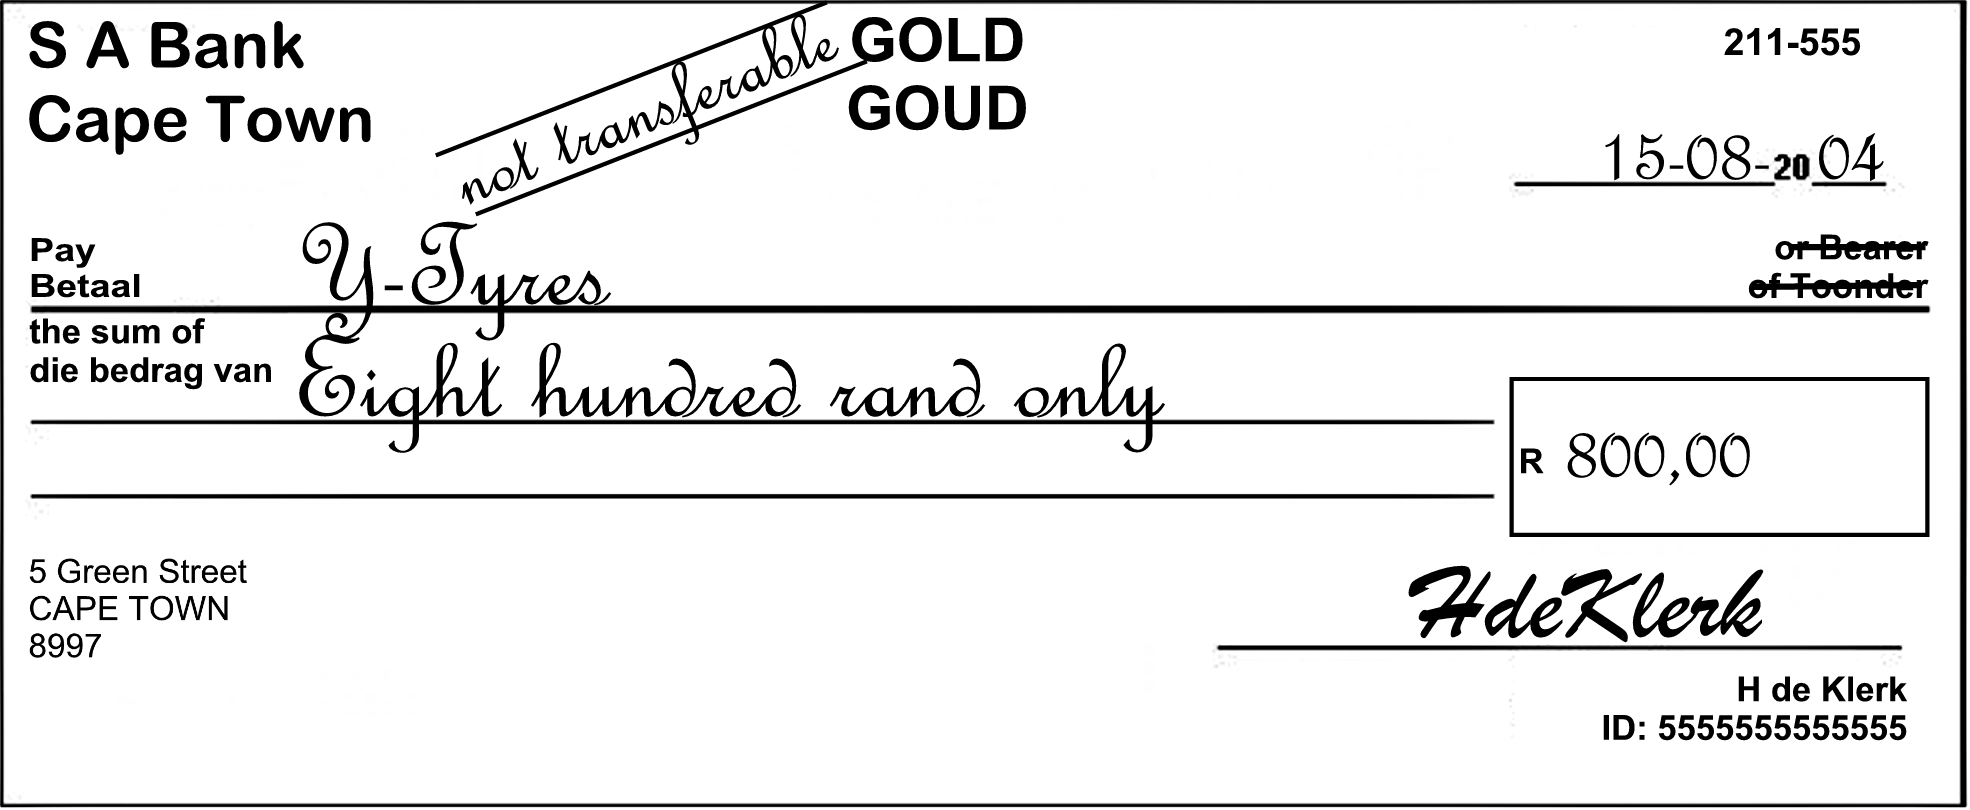 S A Bank
Cape Town
not transferable
GOLD
GOUD
211-555
15-08-2004
Pay
Betaal
Y-Tyres
or Bearer
of Toonder
the sum of
die bedrag van
Eight hundred rand only
R 800,00
5 Green Street
CAPE TOWN
8997
HdeKlerk
H de Klerk
ID: 5555555555555